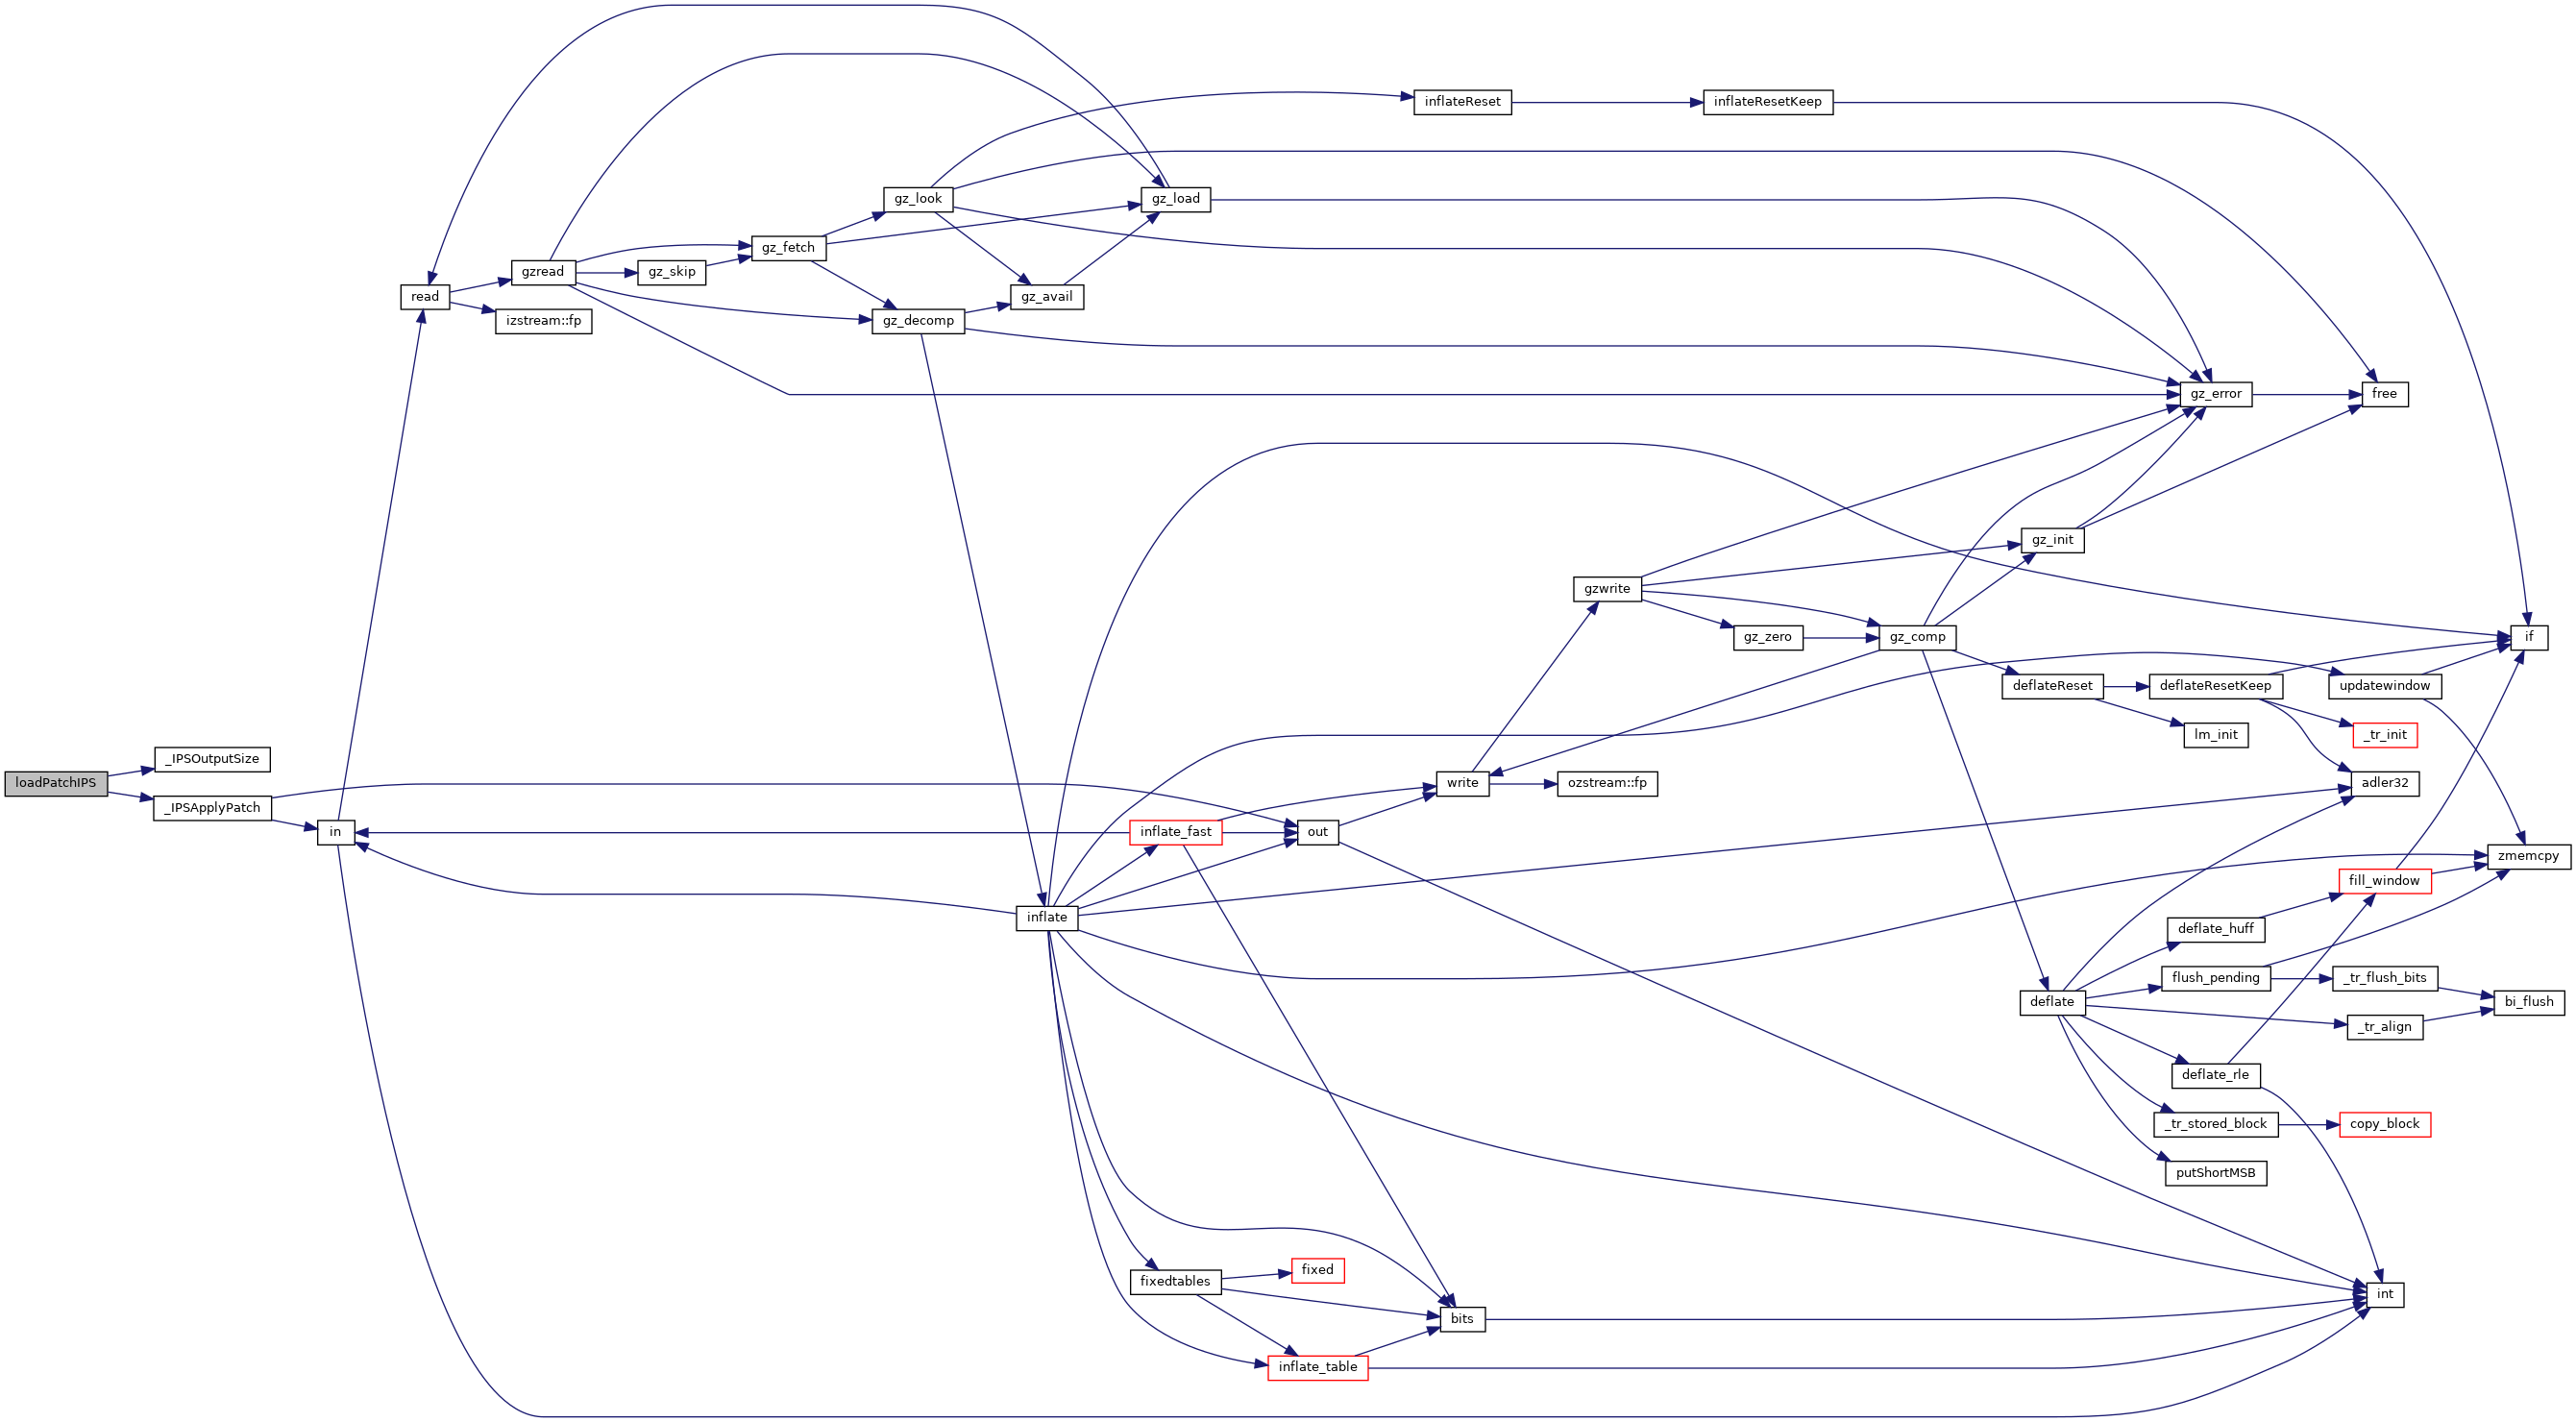 loadPatchIPS
_IPSOutputSize
_IPSApplyPatch
in
read
gzread
izstream::fp
gz_skip
gz_fetch
gz_look
gz_decomp
gz_avail
gz_load
inflateReset
inflateResetKeep
gz_error
free
gz_init
gzwrite
gz_zero
gz_comp
if
deflateReset
deflateResetKeep
updatewindow
lm_init
_tr_init
write
ozstream::fp
adler32
inflate_fast
out
zmemcpy
fill_window
inflate
deflate_huff
flush_pending
_tr_flush_bits
deflate
bi_flush
_tr_align
deflate_rle
_tr_stored_block
copy_block
putShortMSB
fixedtables
fixed
int
bits
inflate_table